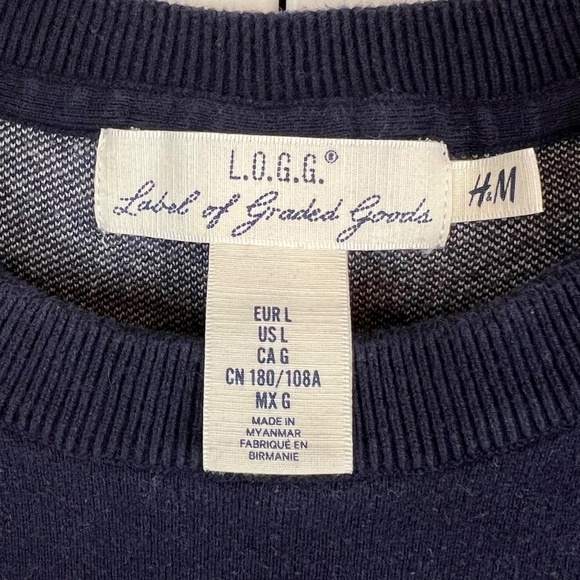 L.O.G.G.®
Label of Graded Goods
H&M
EUR L
US L
CA G
CN 180/108A
MX G
MADE IN
MYANMAR
FABRIQUÉ EN
BIRMANIE